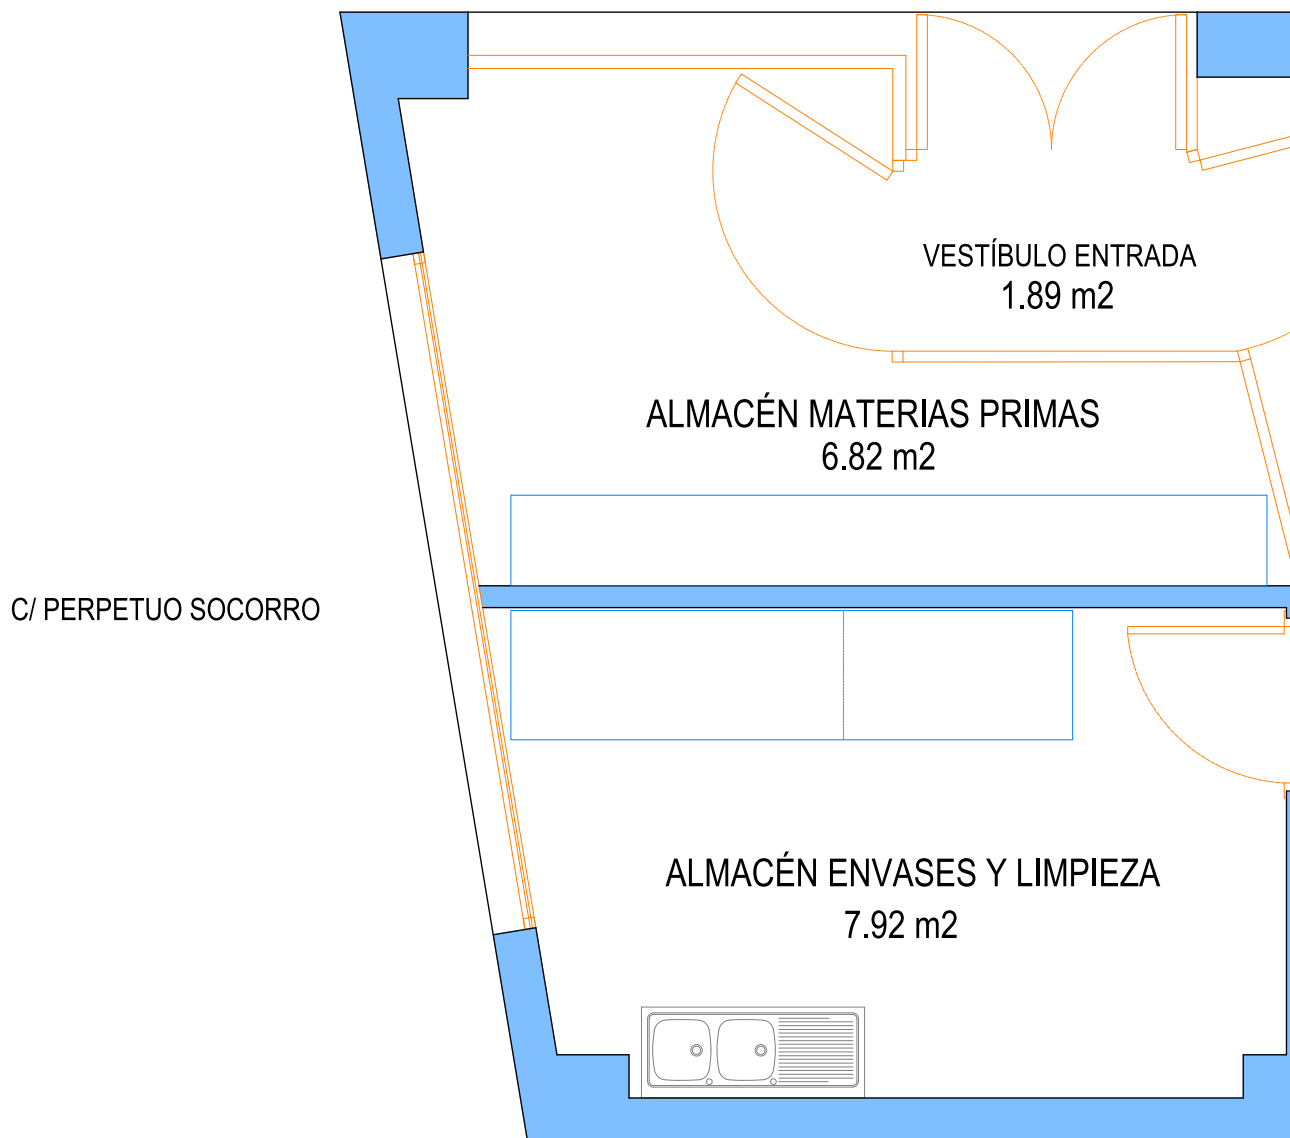 VESTÍBULO ENTRADA
1.89 m2
ALMACÉN MATERIAS PRIMAS
6.82 m2
C/ PERPETUO SOCORRO
ALMACÉN ENVASES Y LIMPIEZA
7.92 m2